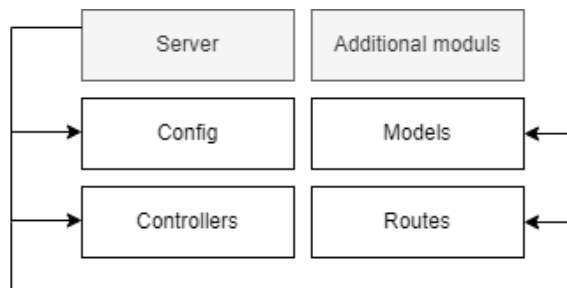 Server
Additional moduls
Config
Models
Controllers
Routes